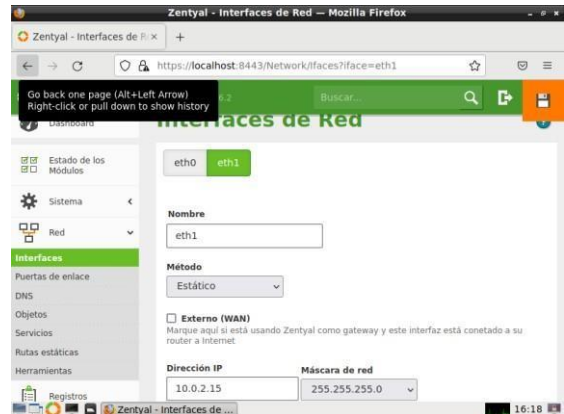 Zentyal - Interfaces de Red — Mozilla Firefox
Zentyal - Interfaces de R
https://localhost:8443/Network/Ifaces?iface=eth1
Go back one page (Alt+Left Arrow)
Right-click or pull down to show history
6.2
Buscar...
Dashboard
Interfaces de Red
Estado de los
Módulos
eth0
eth1
Sistema
Red
Nombre
eth1
Interfaces
Puertas de enlace
Método
Estático
DNS
Objetos
Externo (WAN)
Servicios
Marque aquí si está usando Zentyal como gateway y este interfaz está conetado a su
router a Internet
Rutas estáticas
Herramientas
Dirección IP
Máscara de red
Registros
10.0.2.15
255.255.255.0
Zentyal - Interfaces de ...
16:18